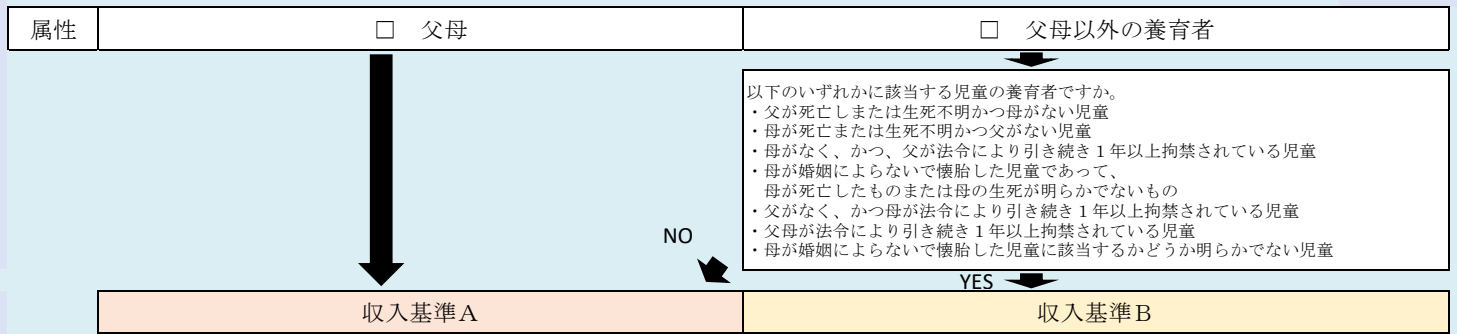 属性
□ 父母
□ 父母以外の養育者
以下のいずれかに該当する児童の養育者ですか。
・父が死亡しまたは生死不明かつ母がない児童
・母が死亡または生死不明かつ父がない児童
・母がなく、かつ、父が法令により引き続き１年以上拘禁されている児童
・母が婚姻によらないで懐胎した児童であって、
母が死亡したものまたは母の生死が明らかでないもの
・父がなく、かつ母が法令により引き続き１年以上拘禁されている児童
・父母が法令により引き続き１年以上拘禁されている児童
・母が婚姻によらないで懐胎した児童に該当するかどうか明らかでない児童
NO
YES
収入基準Ａ
収入基準Ｂ